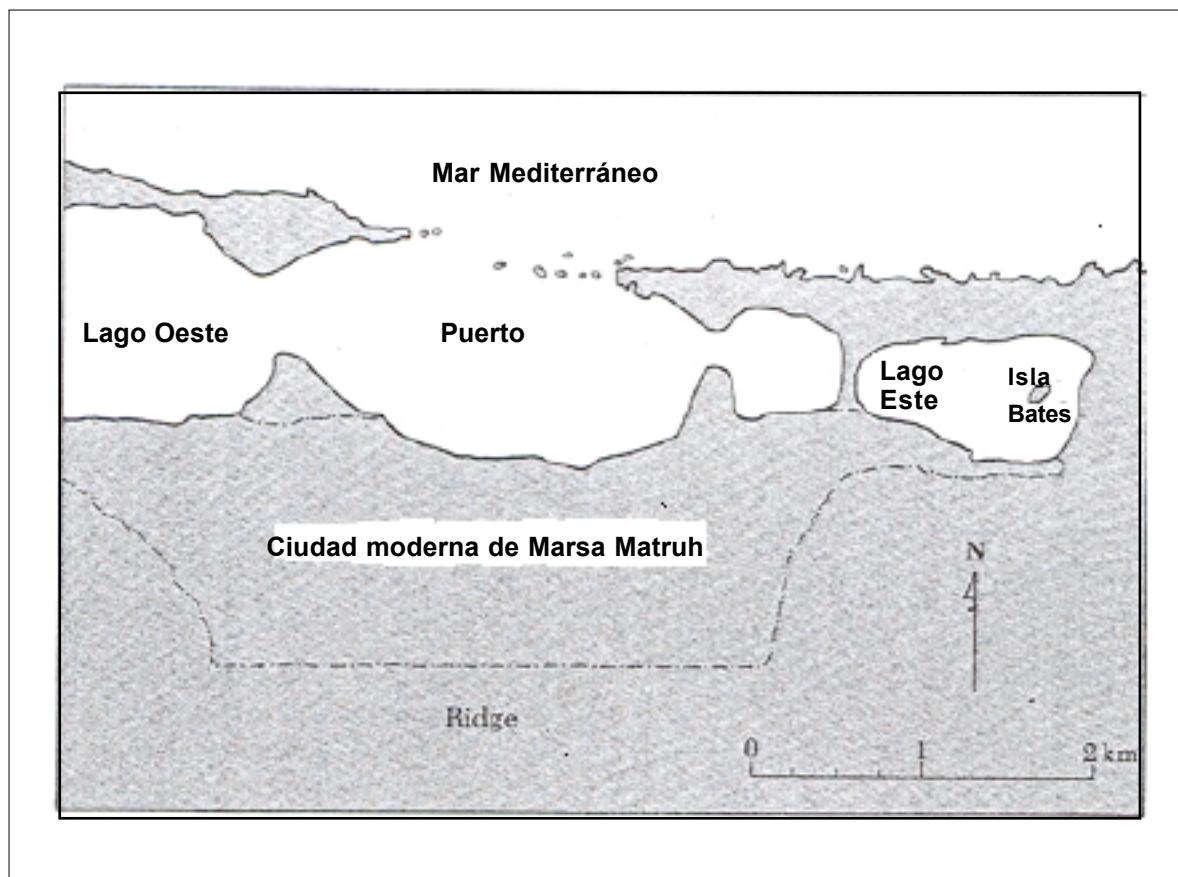 Mar Mediterráneo
Lago Oeste
Puerto
Lago
Este
Isla
Bates
Ciudad moderna de Marsa Matruh
N
Ridge
0 1 2 km